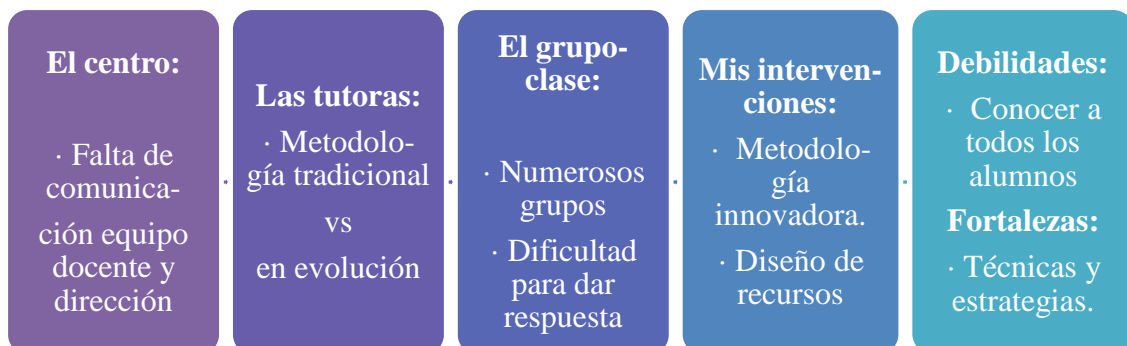 El centro:
· Falta de
comunica-
ción equipo
docente y
dirección
Las tutoras:
· Metodolo-
gía tradicional
vs
en evolución
El grupo-
clase:
· Numerosos
grupos
· Dificultad
para dar
respuesta
Mis interven-
ciones:
· Metodolo-
gía
innovadora.
· Diseño de
recursos
Debilidades:
· Conocer a
todos los
alumnos
Fortalezas:
· Técnicas y
estrategias.